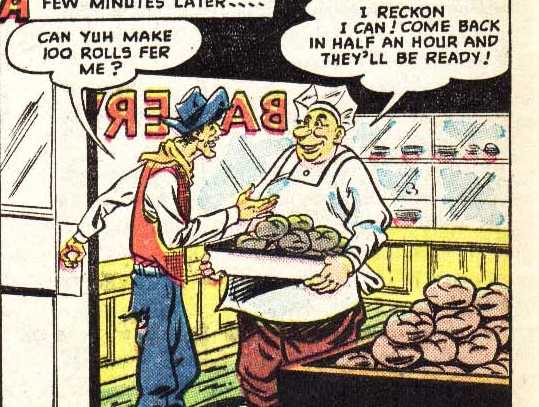 A FEW MINUTES LATER....
CAN YUH MAKE
100 ROLLS FER
ME?
I RECKON
I CAN! COME BACK
IN HALF AN HOUR AND
THEY'LL BE READY!
BAKERY